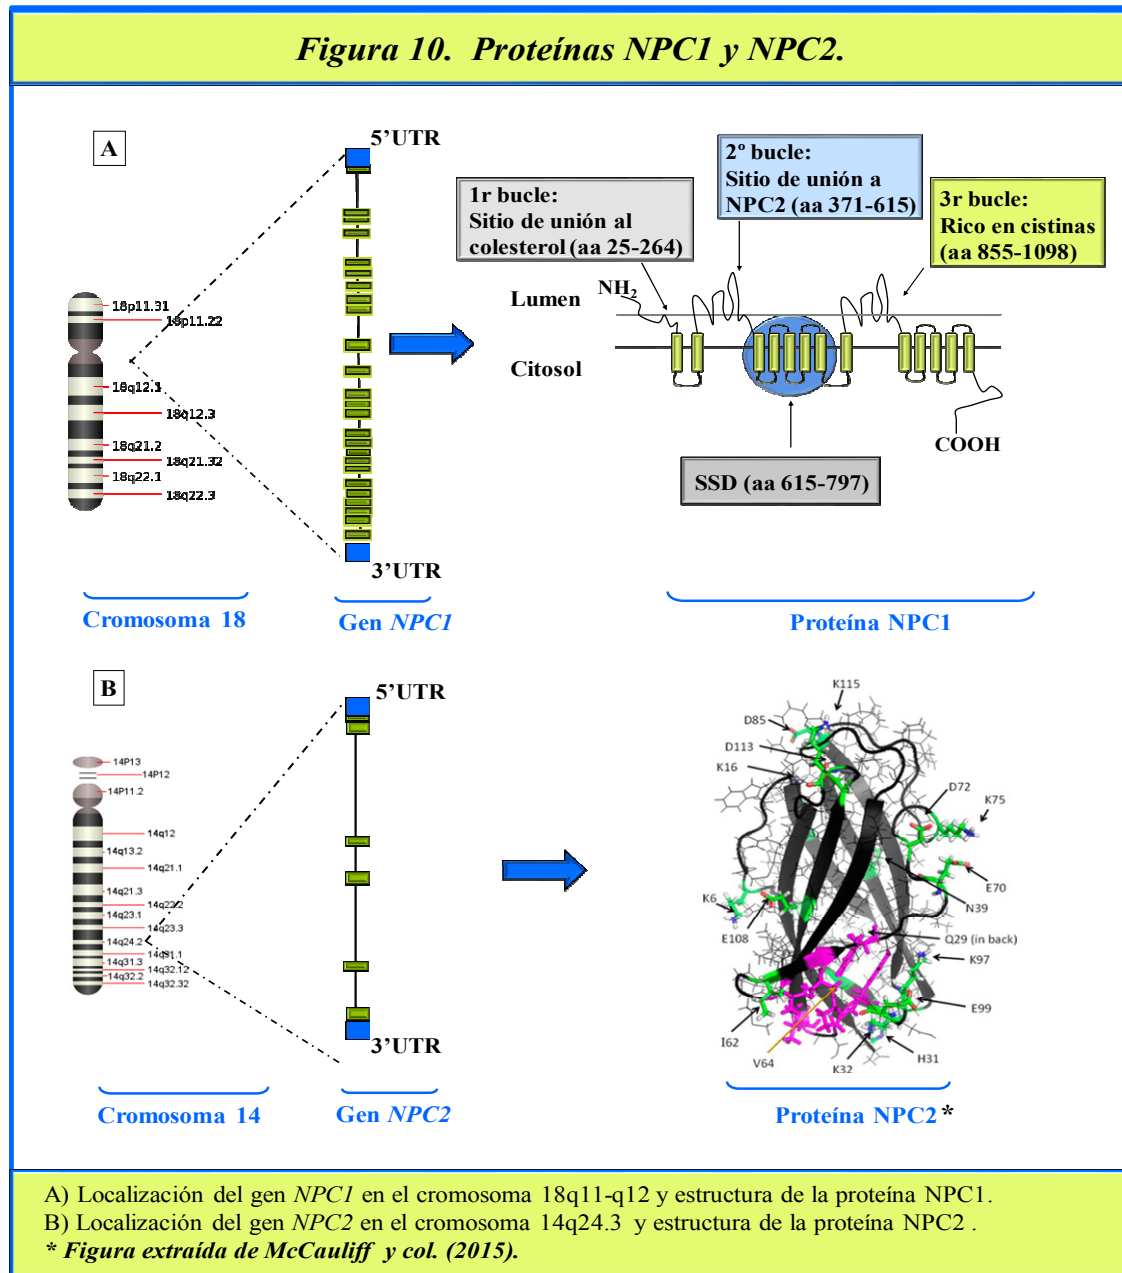 Figura 10. Proteínas NPC1 y NPC2.
A
5'UTR
1r bucle:
Sitio de unión al
colesterol (aa 25-264)
2º bucle:
Sitio de unión a
NPC2 (aa 371-615)
3r bucle:
Rico en cistinas
(aa 855-1098)
Lumen
NH2
Citosol
COOH
SSD (aa 615-797)
18p11.31
18p11.22
18q12.1
18q12.3
18q21.2
18q21.32
18q22.1
18q22.3
3'UTR
Cromosoma 18
Gen NPC1
Proteína NPC1
B
5'UTR
14P13
14P12
14P11.2
14q12
14q13.2
14q21.1
14q21.3
14q22.2
14q23.1
14q23.3
14q24.2
14q31.1
14q31.3
14q32.12
14q32.2
14q32.32
3'UTR
K115
D85
D113
K16
D72
K75
E70
N39
K6
E108
Q29 (in back)
K97
E99
I62
V64
K32
H31
Cromosoma 14
Gen NPC2
Proteína NPC2 *
A) Localización del gen NPC1 en el cromosoma 18q11-q12 y estructura de la proteína NPC1.
B) Localización del gen NPC2 en el cromosoma 14q24.3 y estructura de la proteína NPC2 .
* Figura extraída de McCauliff y col. (2015).